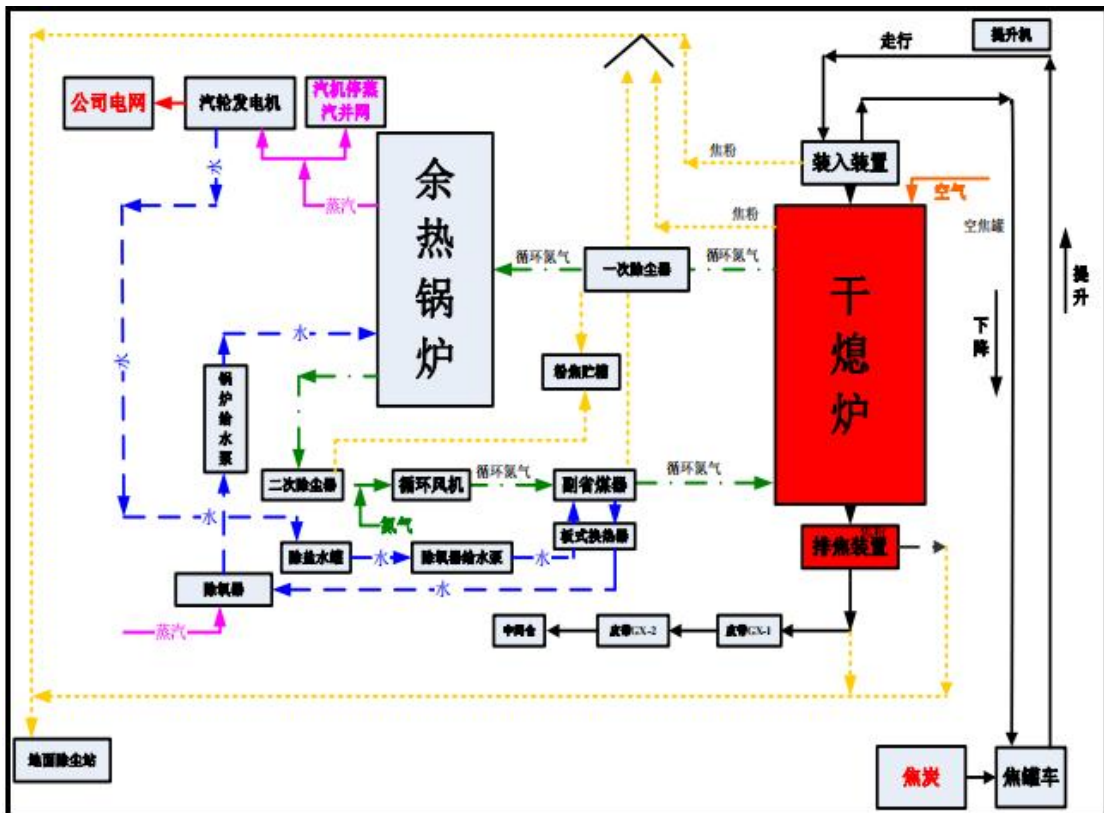 提升机
走行
公司电网
汽轮发电机
汽机停蒸
汽并网
焦粉
装入装置
水
空气
蒸汽
余热锅炉
焦粉
空焦罐
循环氮气
一次除尘器
循环氮气
干熄炉
提升
下降
水
水
粉焦贮槽
锅炉给水泵
二次除尘器
循环风机
循环氮气
副省煤器
循环氮气
氮气
水
板式换热器
排焦装置
除盐水罐
水
除氧器给水泵
水
除氧器
水
蒸汽
中间仓
皮带GX-2
皮带GX-1
地面除尘站
焦炭
焦罐车